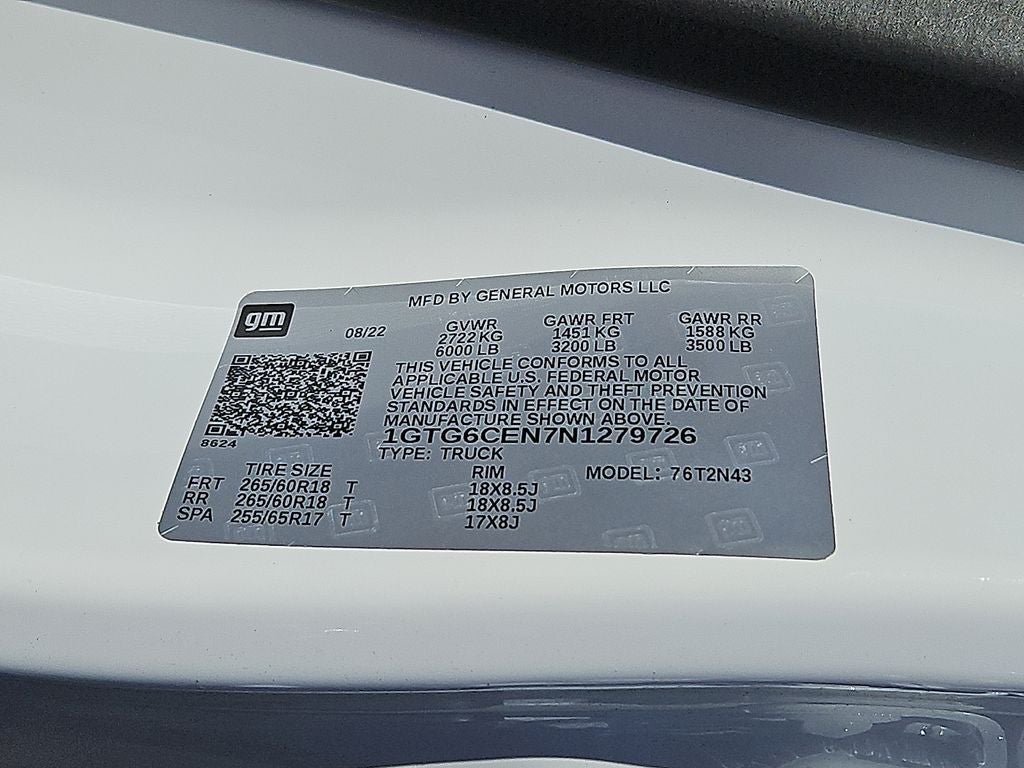 MFD BY GENERAL MOTORS LLC
gm
08/22
GVWR GAWR FRT GAWR RR
2722 KG 1451 KG 1588 KG
6000 LB 3200 LB 3500 LB
THIS VEHICLE CONFORMS TO ALL
APPLICABLE U.S. FEDERAL MOTOR
VEHICLE SAFETY AND THEFT PREVENTION
STANDARDS IN EFFECT ON THE DATE OF
MANUFACTURE SHOWN ABOVE.
1GTG6CEN7N1279726
8624
TYPE: TRUCK
TIRE SIZE RIM MODEL: 76T2N43
FRT 265/60R18 T 18X8.5J
RR 265/60R18 T 18X8.5J
SPA 255/65R17 T 17X8J